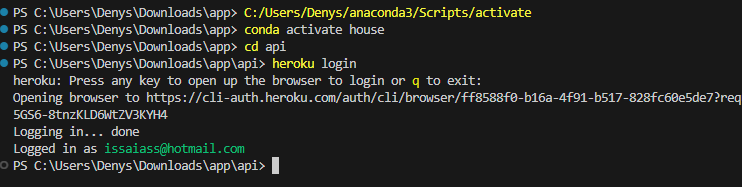 PS C:\Users\Denys\Downloads\app> C:/Users/Denys/anaconda3/Scripts/activate
PS C:\Users\Denys\Downloads\app> conda activate house
PS C:\Users\Denys\Downloads\app> cd api
PS C:\Users\Denys\Downloads\app\api> heroku login
heroku: Press any key to open up the browser to login or q to exit:
Opening browser to https://cli-auth.heroku.com/auth/cli/browser/ff8588f0-b16a-4f91-b517-828fc60e5de7?req
5GS6-8tnzKLD6WtZV3KYH4
Logging in... done
Logged in as issaiass@hotmail.com
PS C:\Users\Denys\Downloads\app\api>